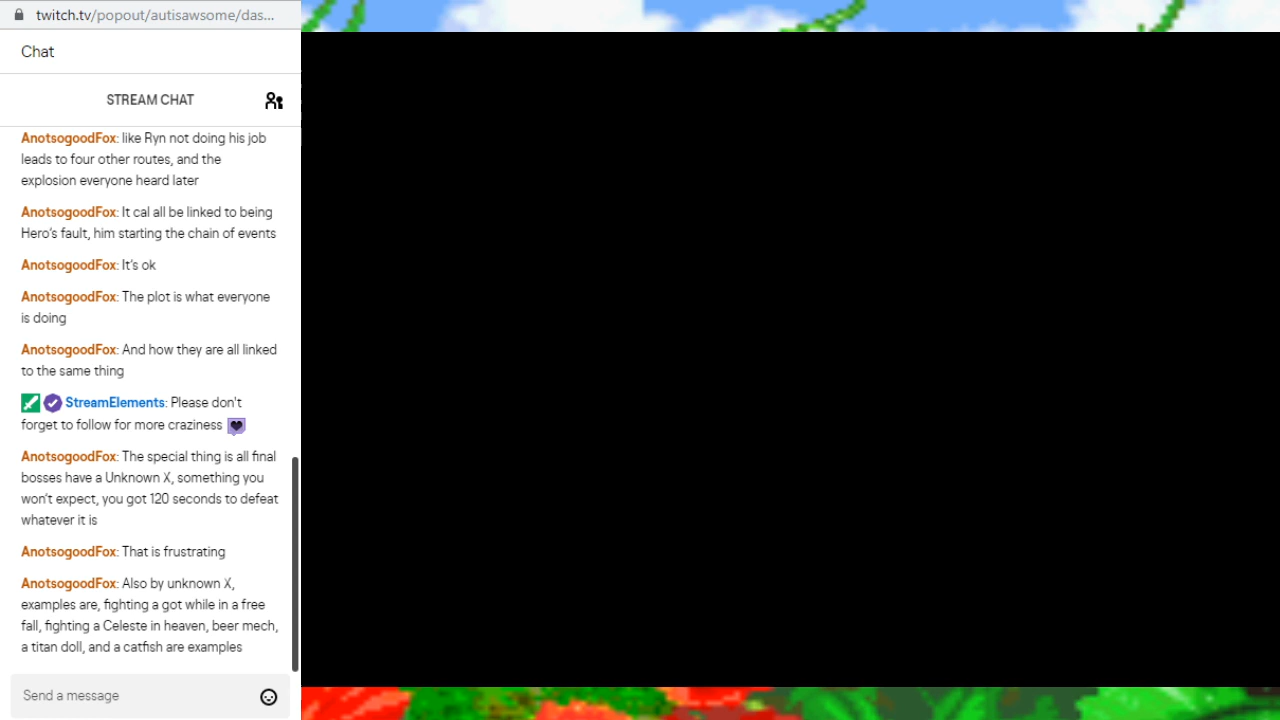 twitch.tv/popout/autisawsome/das...
Chat
STREAM CHAT
AnotsogoodFox: like Ryn not doing his job
leads to four other routes, and the
explosion everyone heard later
AnotsogoodFox: It cal all be linked to being
Hero's fault, him starting the chain of events
AnotsogoodFox: It's ok
AnotsogoodFox: The plot is what everyone
is doing
AnotsogoodFox: And how they are all linked
to the same thing
StreamElements: Please don't
forget to follow for more craziness
AnotsogoodFox: The special thing is all final
bosses have a Unknown X, something you
won't expect, you got 120 seconds to defeat
whatever it is
AnotsogoodFox: That is frustrating
AnotsogoodFox: Also by unknown X,
examples are, fighting a got while in a free
fall, fighting a Celeste in heaven, beer mech,
a titan doll, and a catfish are examples
Send a message